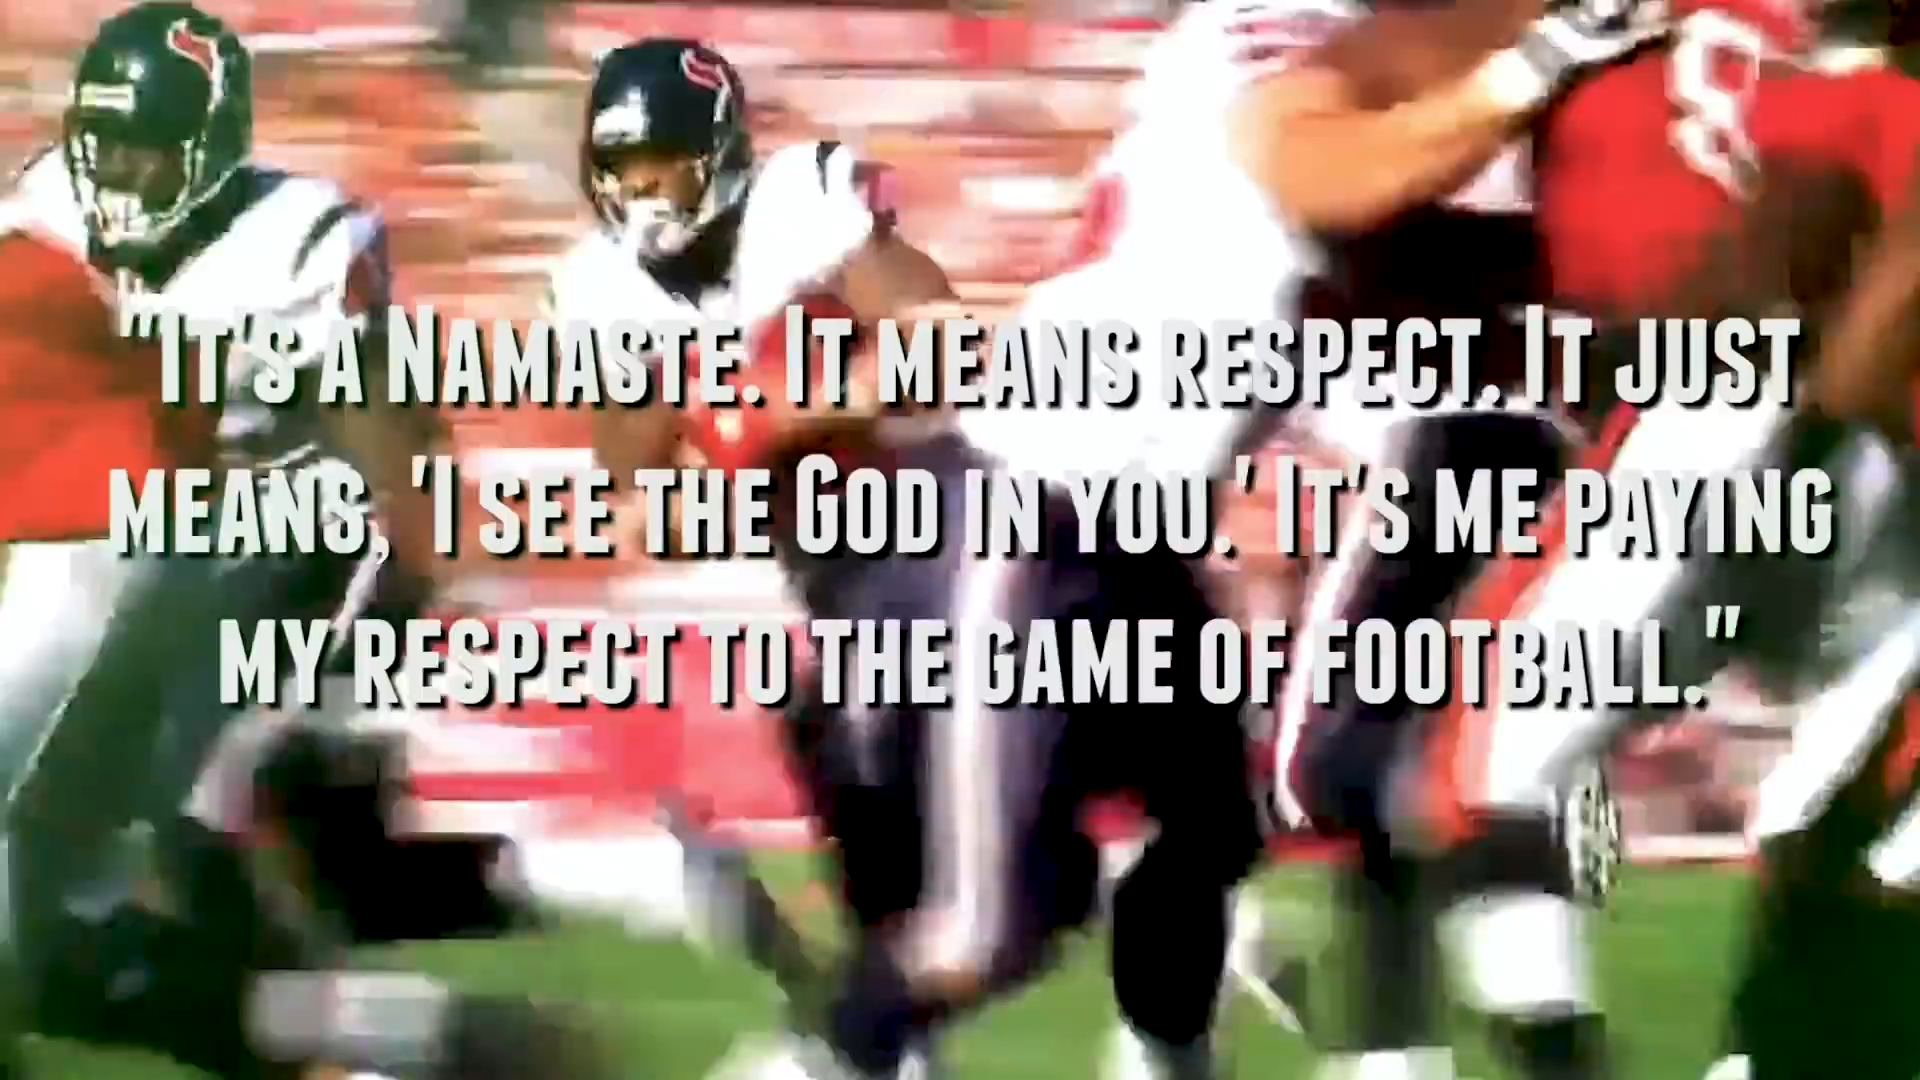 "It's a Namaste. It means respect. It just
means, 'I see the God in you.' It's me paying
my respect to the game of football."
8